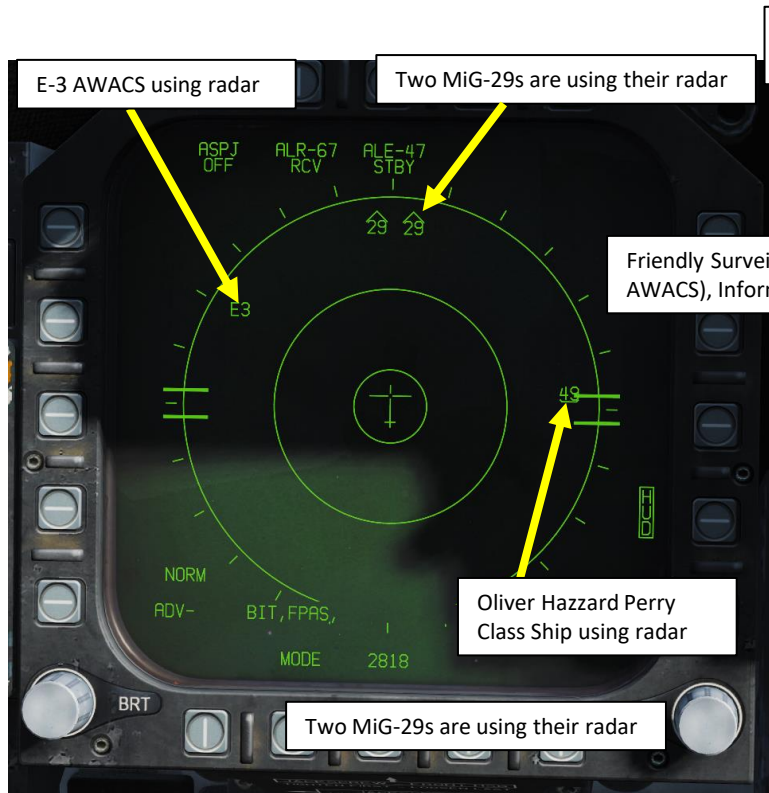 E-3 AWACS using radar
Two MiG-29s are using their radar
ASPJ ALR-67 ALE-47
OFF RCV STBY
29 29
Friendly Survei
AWACS), Inforr
E3
49
HUD
NORM
Oliver Hazzard Perry
Class Ship using radar
ADV- BIT,FPAS,
MODE 2818
BRT
Two MiG-29s are using their radar